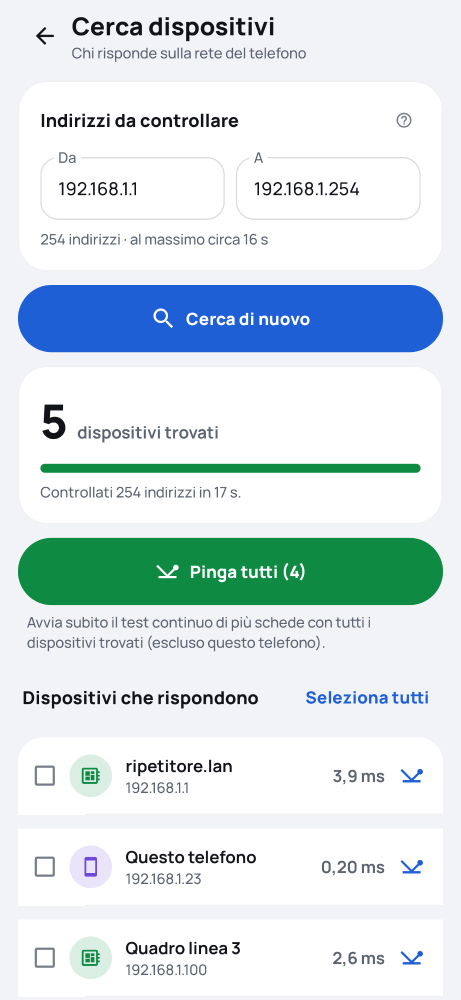 Cerca dispositivi
Chi risponde sulla rete del telefono
Indirizzi da controllare
Da
192.168.1.1
A
192.168.1.254
254 indirizzi · al massimo circa 16 s
Cerca di nuovo
5 dispositivi trovati
Controllati 254 indirizzi in 17 s.
Pinga tutti (4)
Avvia subito il test continuo di più schede con tutti i
dispositivi trovati (escluso questo telefono).
Dispositivi che rispondono
Seleziona tutti
ripetitore.lan
192.168.1.1
3,9 ms
Questo telefono
192.168.1.23
0,20 ms
Quadro linea 3
192.168.1.100
2,6 ms